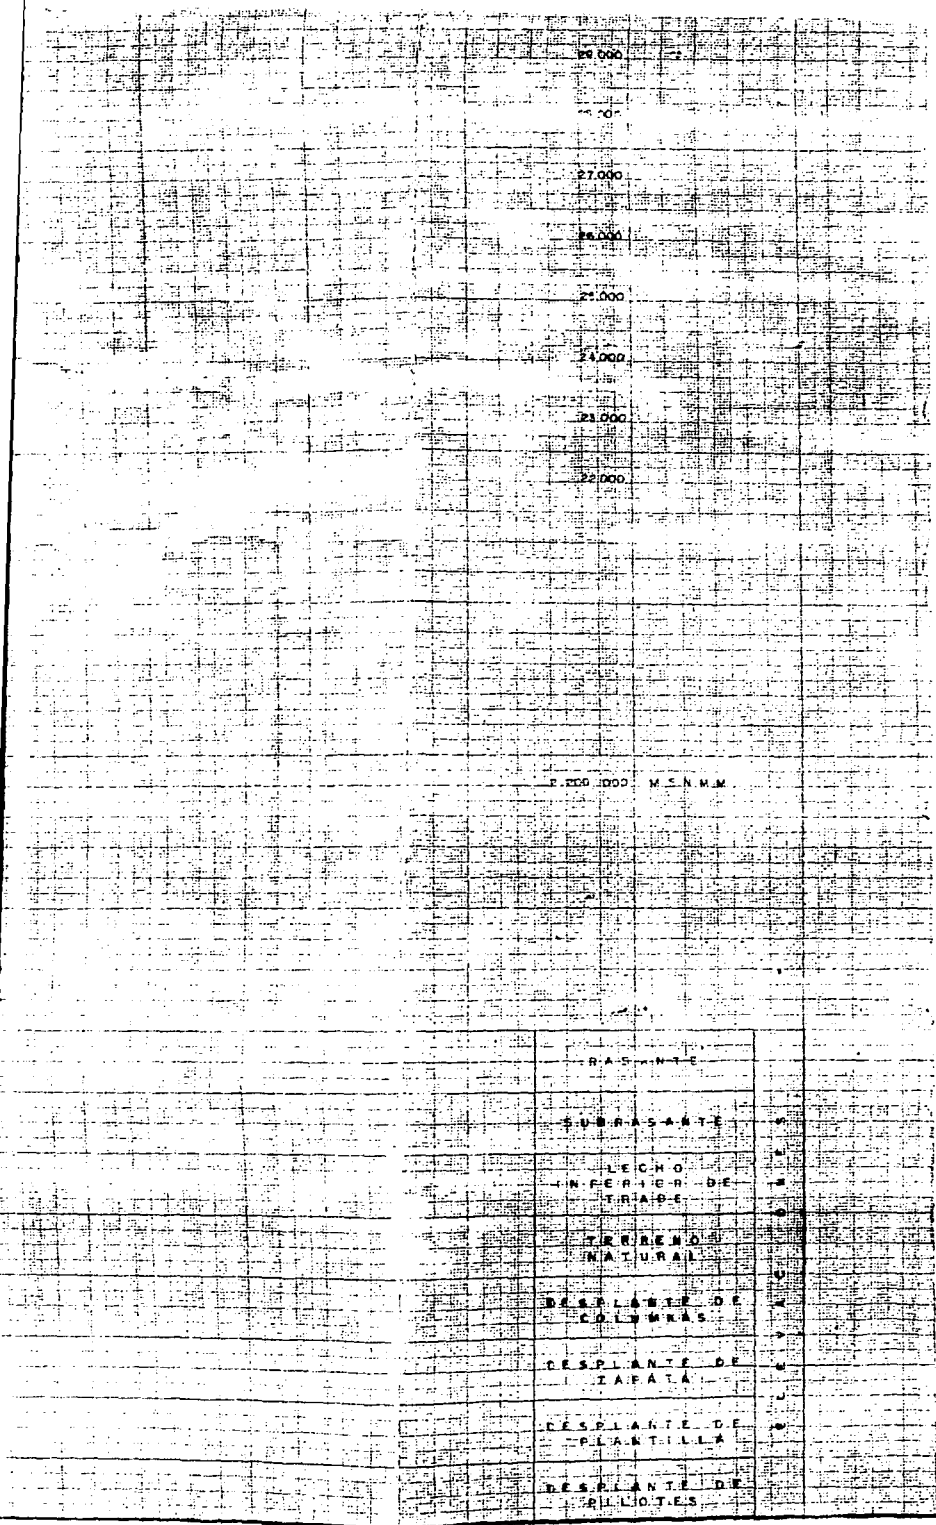 29.000
27.000
26.000
25.000
24.000
23.000
22.000
2.200.000 M.S.N.M.M.
RASANTE
SUBRASANTE
LECHO
INFERIOR DE
TRABE
TERRENO
NATURAL
DESPLANTE DE
COLUMNAS
DESPLANTE DE
ZAPATA
DESPLANTE DE
PLANTILLA
DESPLANTE DE
PILOTES
ELEVACIONES